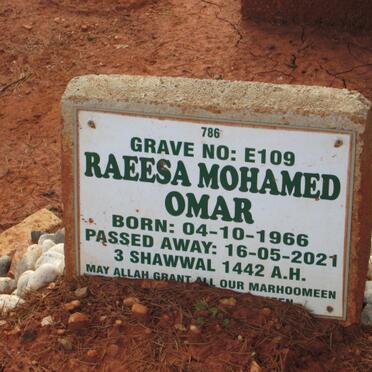 786
GRAVE NO: E109
RAEESA MOHAMED
OMAR
BORN: 04-10-1966
PASSED AWAY: 16-05-2021
3 SHAWWAL 1442 A.H.
MAY ALLAH GRANT ALL OUR MARHOOMEEN